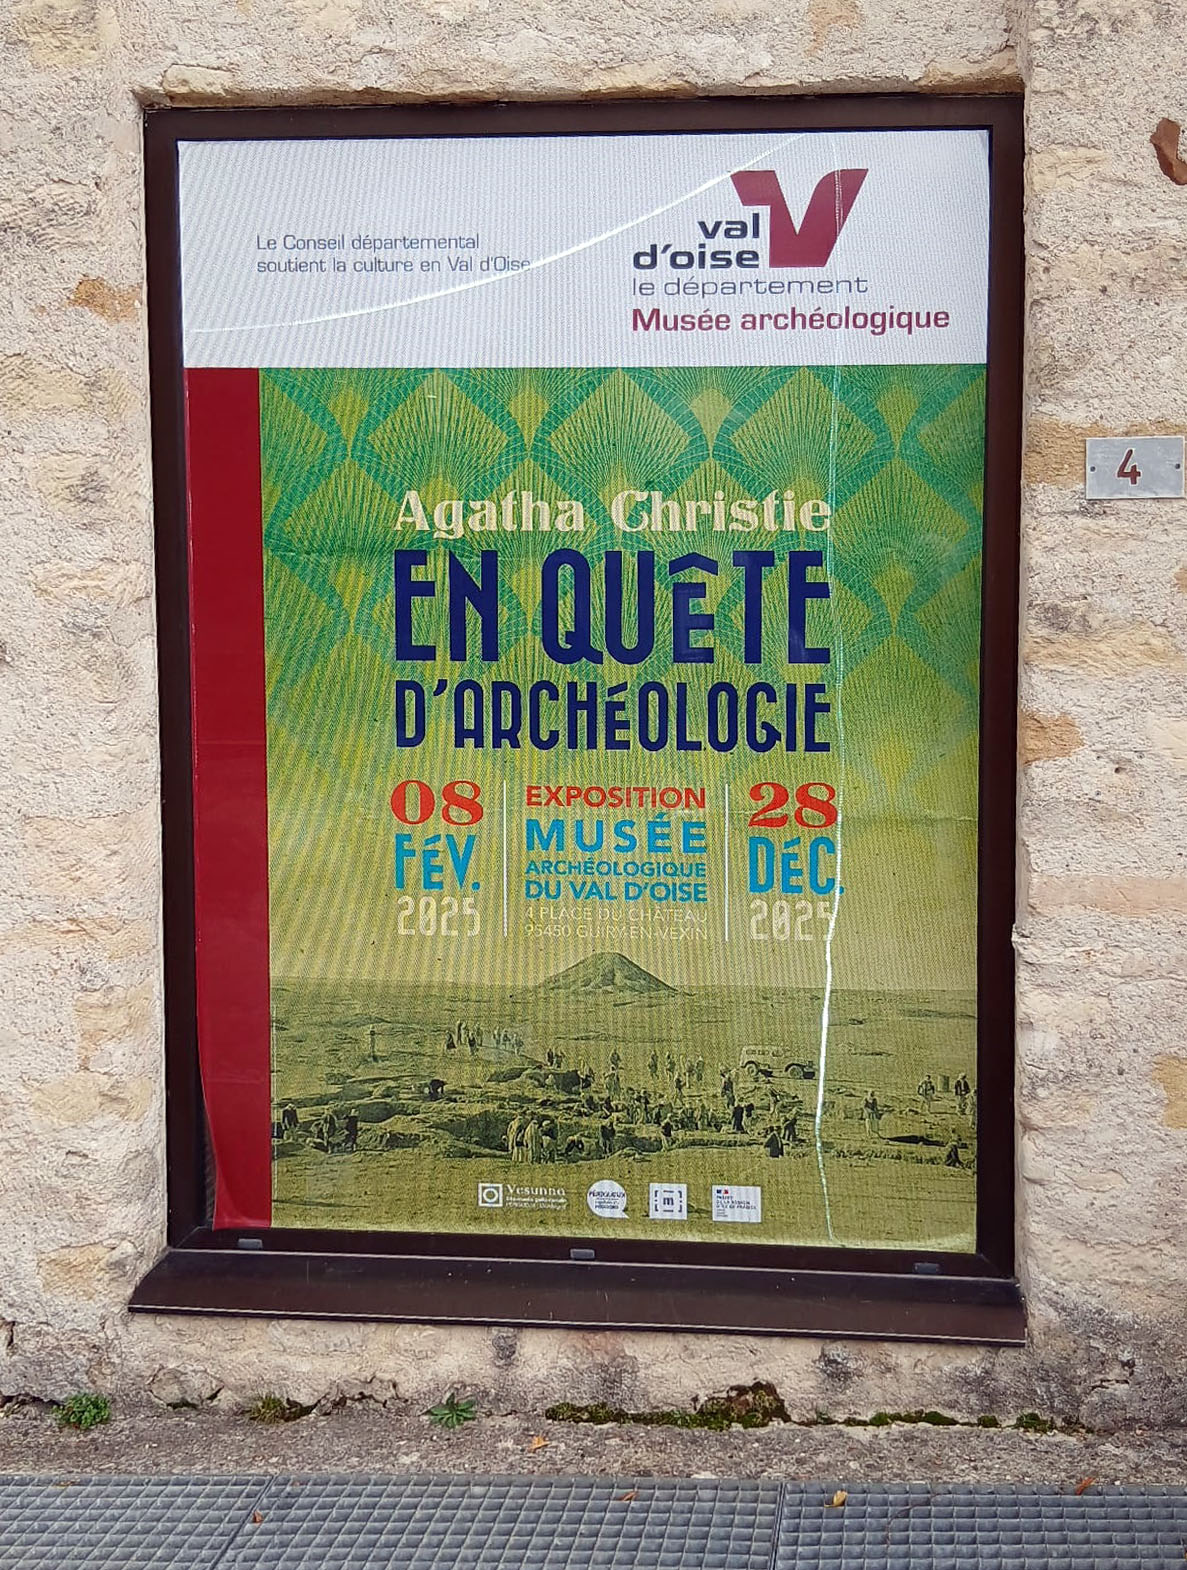 Le Conseil départemental
soutient la culture en Val d'Oise
val
d'oise
le département
Musée archéologique
4
Agatha Christie
EN QUÊTE
D'ARCHÉOLOGIE
08
FÉV.
2025
EXPOSITION
MUSÉE
ARCHÉOLOGIQUE
DU VAL D'OISE
4 PLACE DU CHÂTEAU
95450 GUIRY-EN-VEXIN
28
DÉC.
2025
Vesunna
m